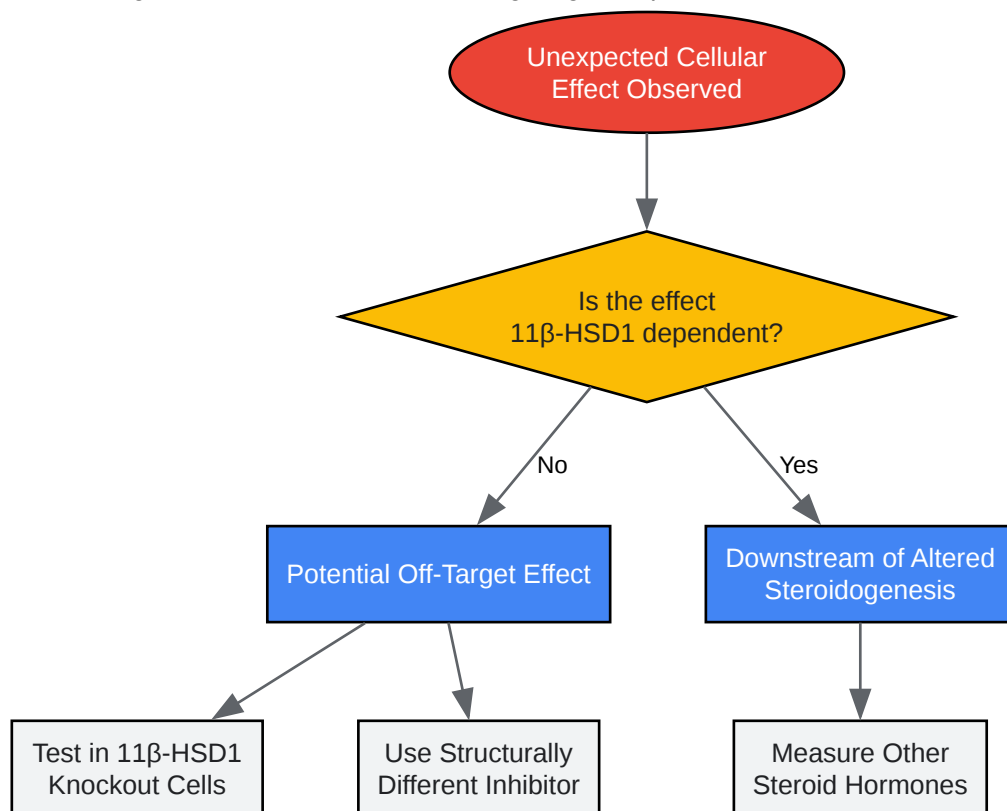 Unexpected Cellular
Effect Observed
Is the effect
11β-HSD1 dependent?
No
Yes
Potential Off-Target Effect
Downstream of Altered
Steroidogenesis
Test in 11β-HSD1
Knockout Cells
Use Structurally
Different Inhibitor
Measure Other
Steroid Hormones